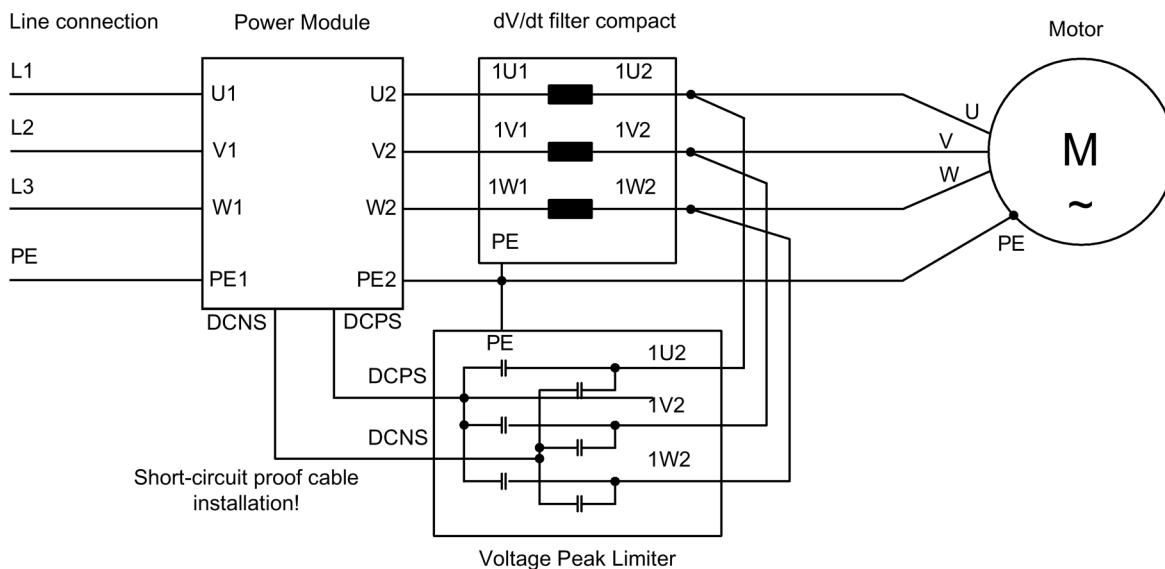 Line connection
Power Module
dV/dt filter compact
Motor
L1
U1
U2
1U1
1U2
U
L2
V1
V2
1V1
1V2
V
M
~
L3
W1
W2
1W1
1W2
W
PE
PE1
PE2
PE
PE
DCNS
DCPS
PE
1U2
DCPS
1V2
DCNS
1W2
Short-circuit proof cable
installation!
Voltage Peak Limiter